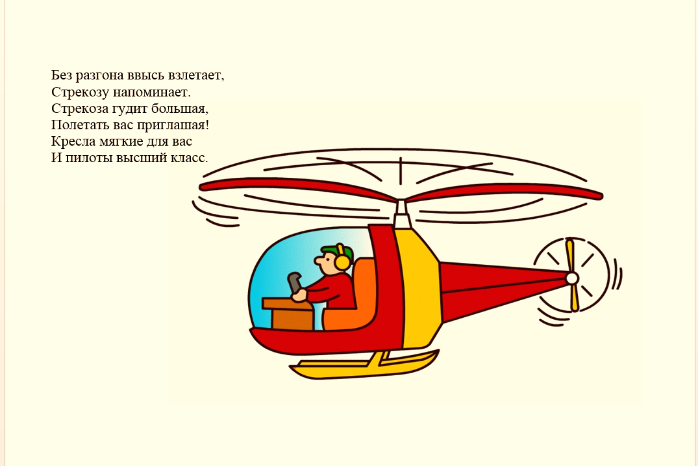 Без разгона ввысь взлетает,
Стрекозу напоминает.
Стрекоза гудит большая,
Полетать вас приглашая!
Кресла мягкие для вас
И пилоты высший класс.